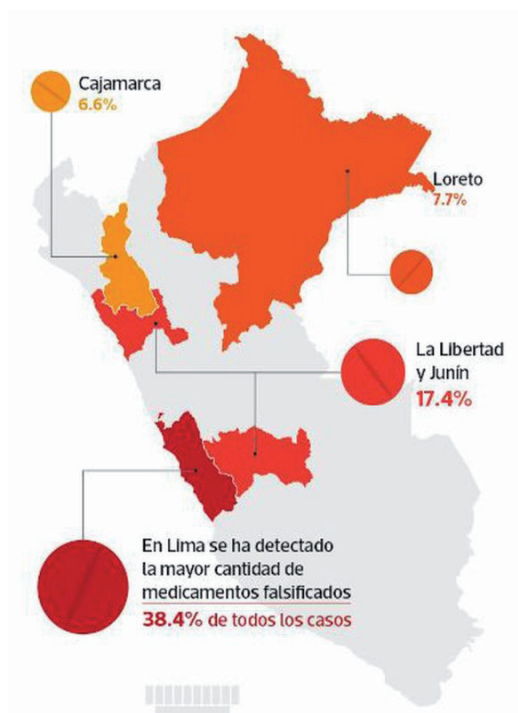 Cajamarca
6.6%
Loreto
7.7%
La Libertad
y Junín
17.4%
En Lima se ha detectado
la mayor cantidad de
medicamentos falsificados
38.4% de todos los casos